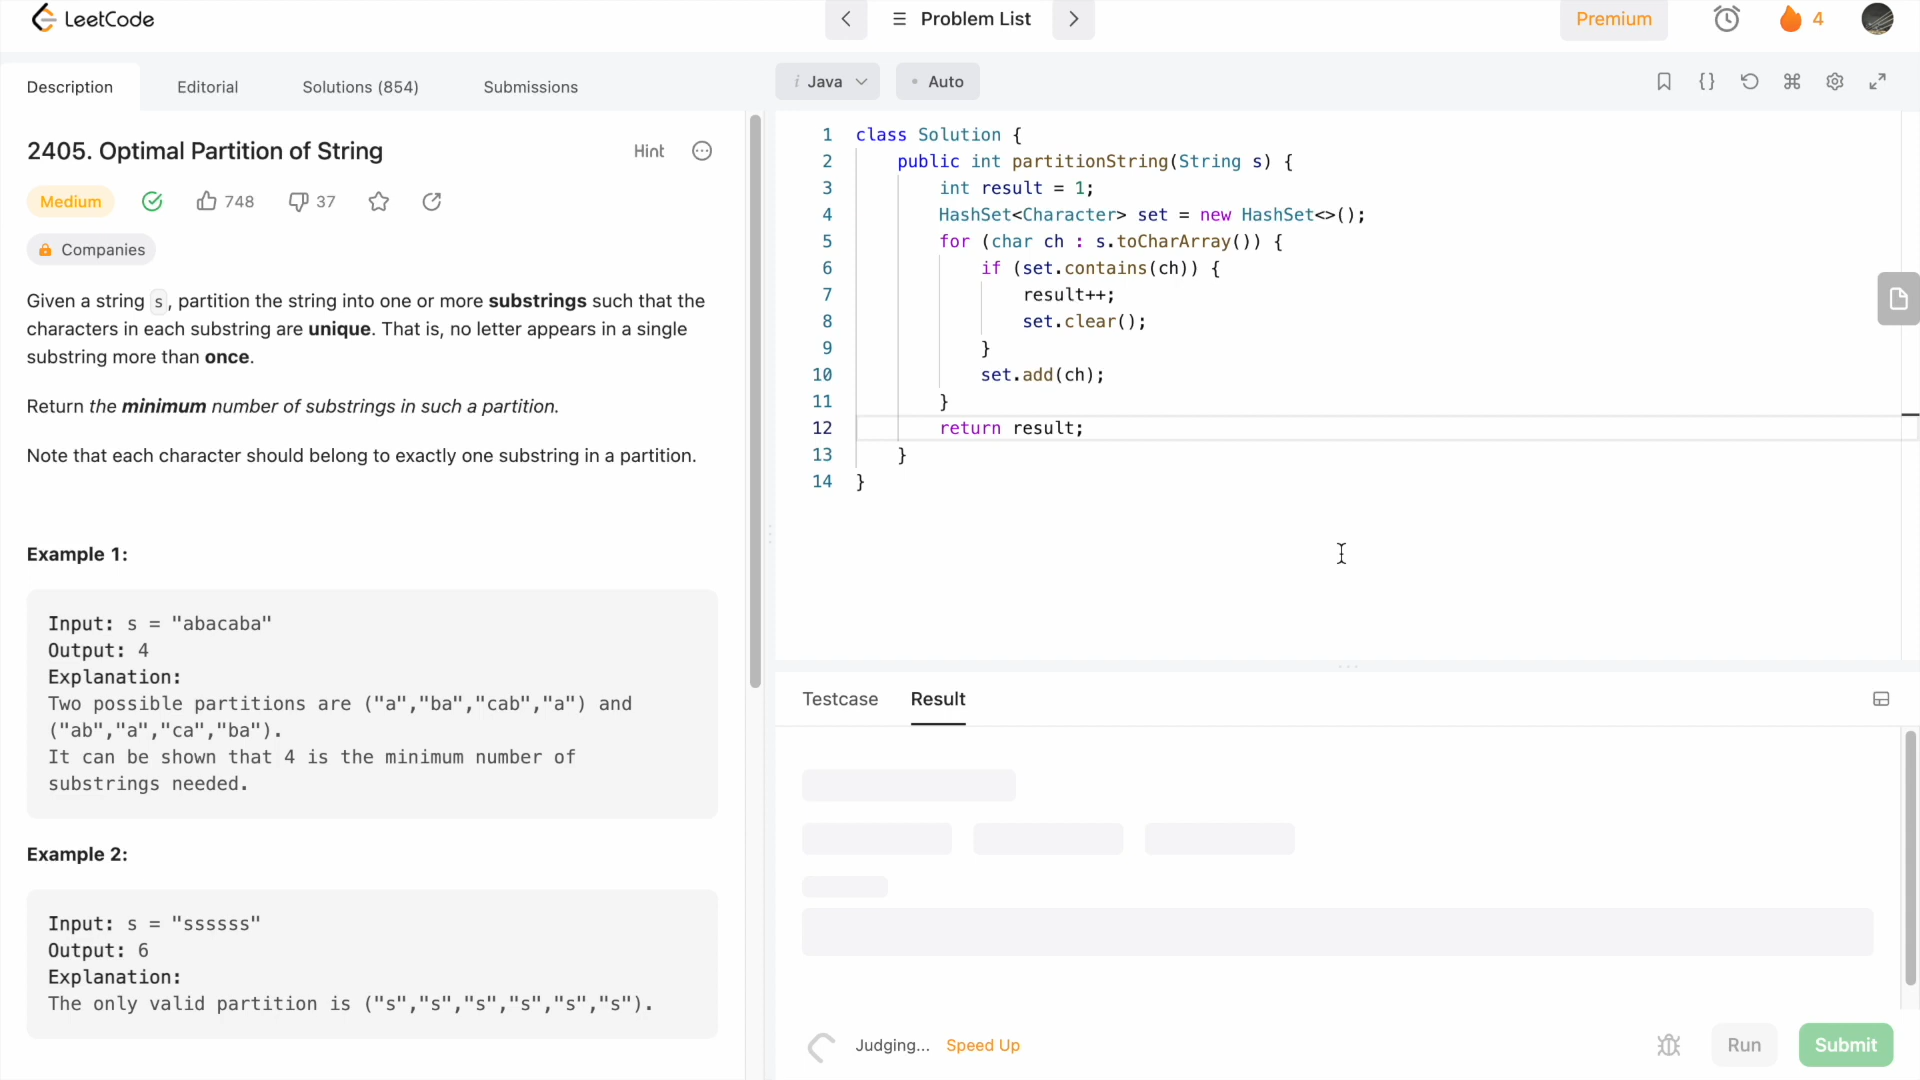 LeetCode
Problem List
Premium
4
Description
Editorial
Solutions (854)
Submissions
i Java
• Auto
2405. Optimal Partition of String
Hint
Medium
748
37
Companies
Given a string s, partition the string into one or more substrings such that the
characters in each substring are unique. That is, no letter appears in a single
substring more than once.
Return the minimum number of substrings in such a partition.
Note that each character should belong to exactly one substring in a partition.
Example 1:
Input: s = "abacaba"
Output: 4
Explanation:
Two possible partitions are ("a","ba","cab","a") and
("ab","a","ca","ba").
It can be shown that 4 is the minimum number of
substrings needed.
Example 2:
Input: s = "ssssss"
Output: 6
Explanation:
The only valid partition is ("s","s","s","s","s","s").
1 class Solution {
2     public int partitionString(String s) {
3         int result = 1;
4         HashSet<Character> set = new HashSet<>();
5         for (char ch : s.toCharArray()) {
6             if (set.contains(ch)) {
7                 result++;
8                 set.clear();
9             }
10             set.add(ch);
11         }
12         return result;
13     }
14 }
Testcase
Result
Judging... Speed Up
Run
Submit